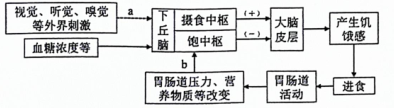 视觉、听觉、嗅觉
等外界刺激
a
血糖浓度等
下丘脑
摄食中枢
饱中枢
(+)
(−)
大脑
皮层
产生饥
饿感
进食
胃肠道
活动
胃肠道压力、营
养物质等改变
b